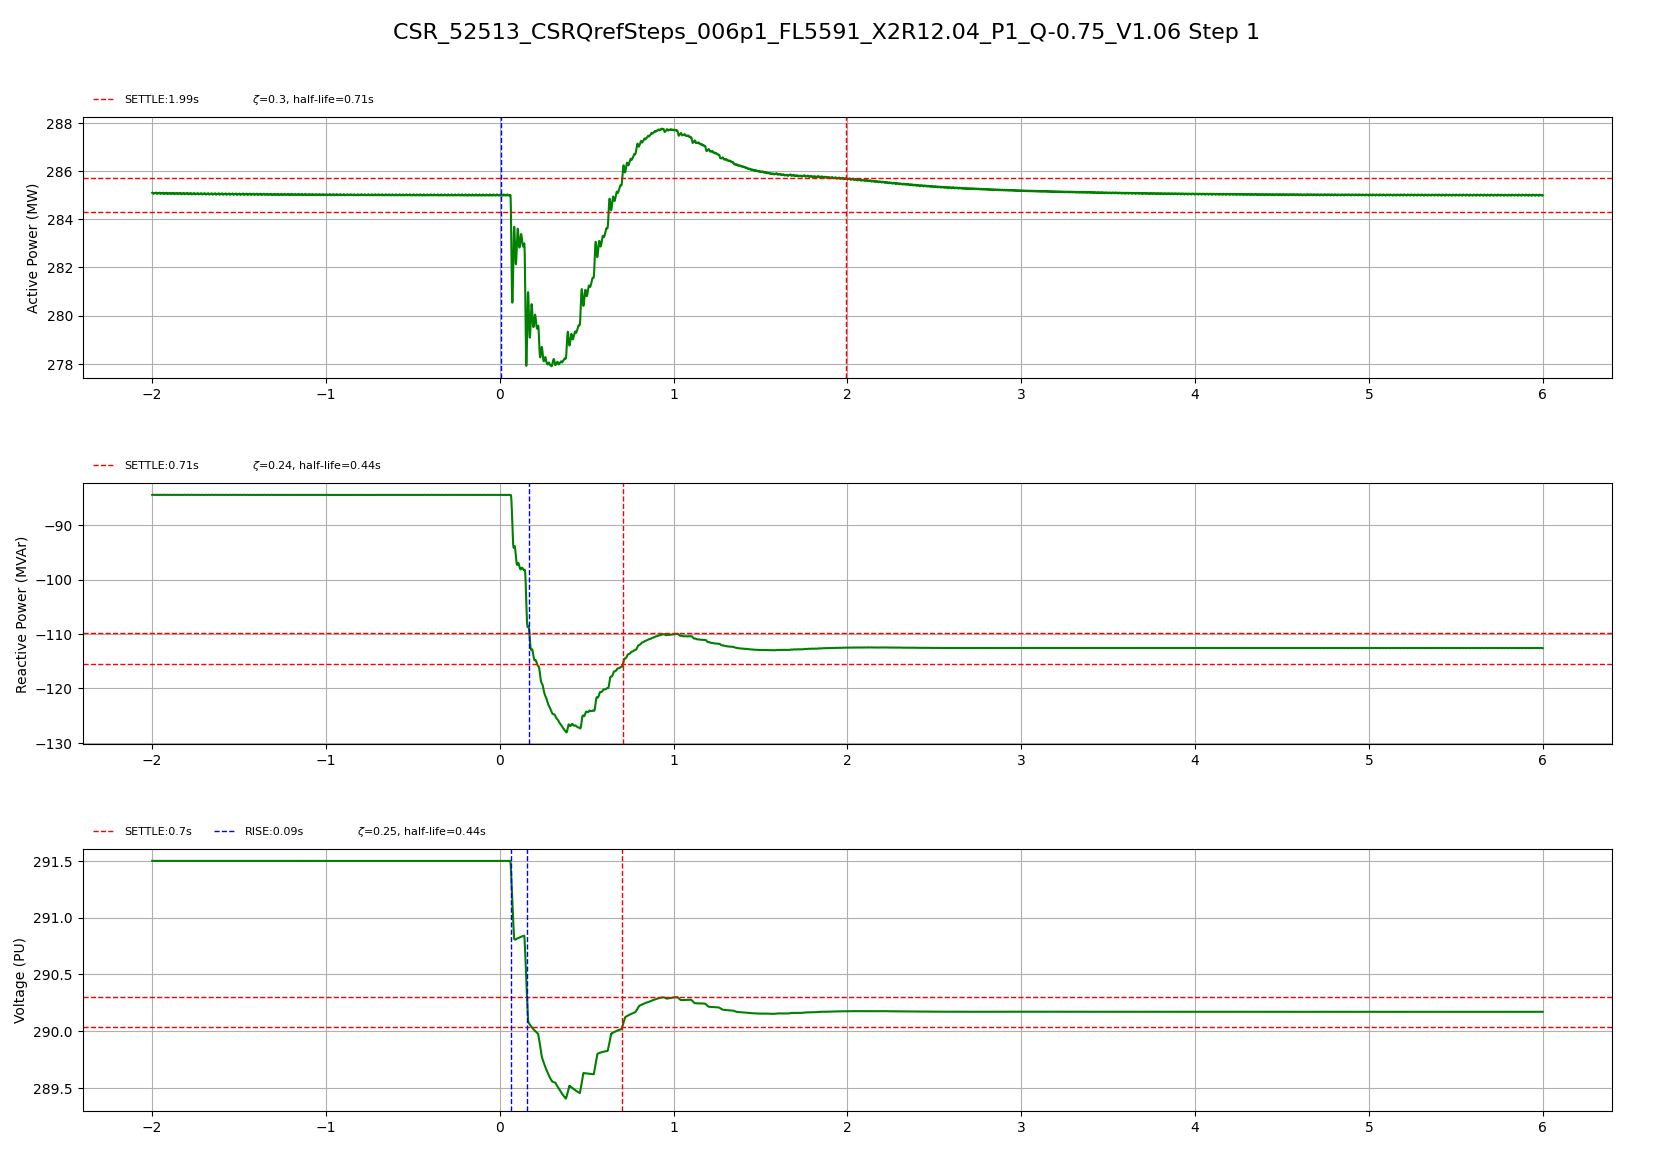 CSR_52513_CSRQrefSteps_006p1_FL5591_X2R12.04_P1_Q-0.75_V1.06 Step 1
SETTLE:1.99s ζ=0.3, half-life=0.71s
Active Power (MW)
288
286
284
282
280
278
−2 −1 0 1 2 3 4 5 6
SETTLE:0.71s ζ=0.24, half-life=0.44s
Reactive Power (MVAr)
−90
−100
−110
−120
−130
−2 −1 0 1 2 3 4 5 6
SETTLE:0.7s RISE:0.09s ζ=0.25, half-life=0.44s
Voltage (PU)
291.5
291.0
290.5
290.0
289.5
−2 −1 0 1 2 3 4 5 6